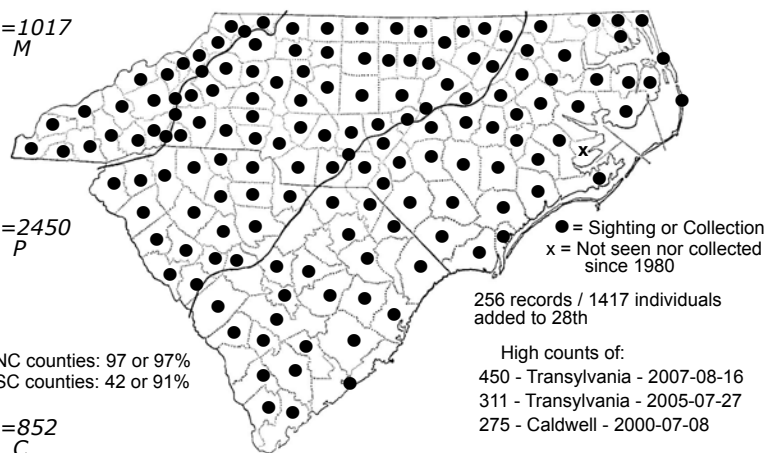 =1017
M
=2450
P
=852
C
x
● = Sighting or Collection
x = Not seen nor collected
since 1980
256 records / 1417 individuals
added to 28th
High counts of:
450 - Transylvania - 2007-08-16
311 - Transylvania - 2005-07-27
275 - Caldwell - 2000-07-08
NC counties: 97 or 97%
SC counties: 42 or 91%